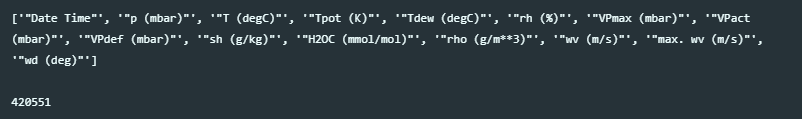 ['"Date Time"', '"p (mbar)"', '"T (degC)"', '"Tpot (K)"', '"Tdew (degC)"', '"rh (%)"', '"VPmax (mbar)"', '"VPact
(mbar)"', '"VPdef (mbar)"', '"sh (g/kg)"', '"H2OC (mmol/mol)"', '"rho (g/m**3)"', '"wv (m/s)"', '"max. wv (m/s)"',
'"wd (deg)"']
420551